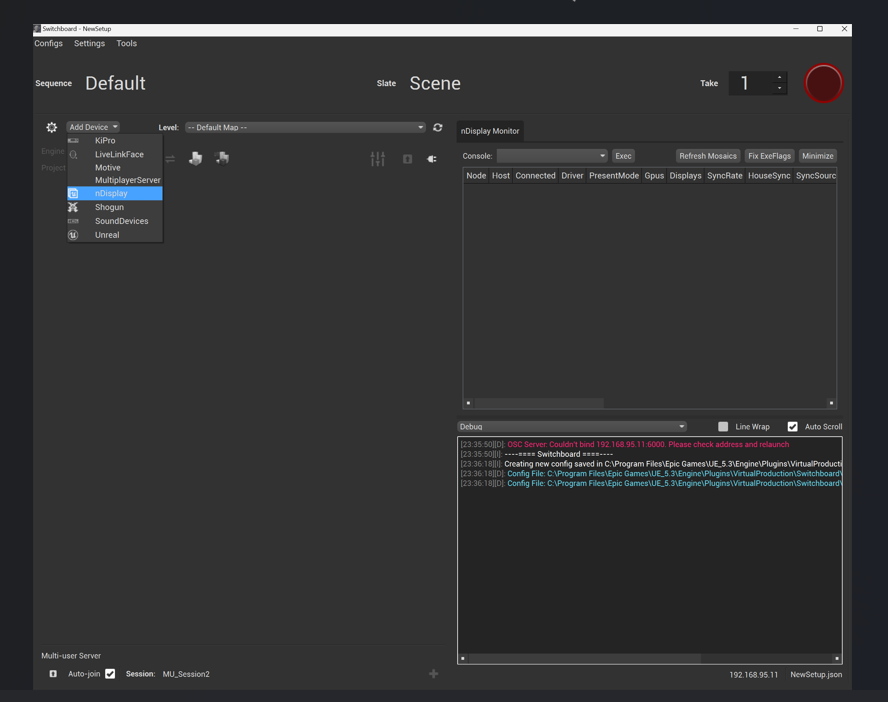 Switchboard - NewSetup
Configs Settings Tools
Sequence Default Slate Scene Take 1
Add Device Level: -- Default Map --
Engine
Project
KiPro
LiveLinkFace
Motive
MultiplayerServer
nDisplay
Shogun
SoundDevices
Unreal
nDisplay Monitor
Console: Exec Refresh Mosaics Fix ExeFlags Minimize
Node Host Connected Driver PresentMode Gpus Displays SyncRate HouseSync SyncSourc
Debug Line Wrap Auto Scroll
[23:35:50][D]: OSC Server: Couldn't bind 192.168.95.11:6000. Please check address and relaunch
[23:35:50][I]: ----==== Switchboard ====----
[23:36:18][I]: Creating new config saved in C:\Program Files\Epic Games\UE_5.3\Engine\Plugins\VirtualProducti
[23:36:18][D]: Config File: C:\Program Files\Epic Games\UE_5.3\Engine\Plugins\VirtualProduction\Switchboard\
[23:36:18][D]: Config File: C:\Program Files\Epic Games\UE_5.3\Engine\Plugins\VirtualProduction\Switchboard\
Multi-user Server
Auto-join Session: MU_Session2
192.168.95.11 NewSetup.json